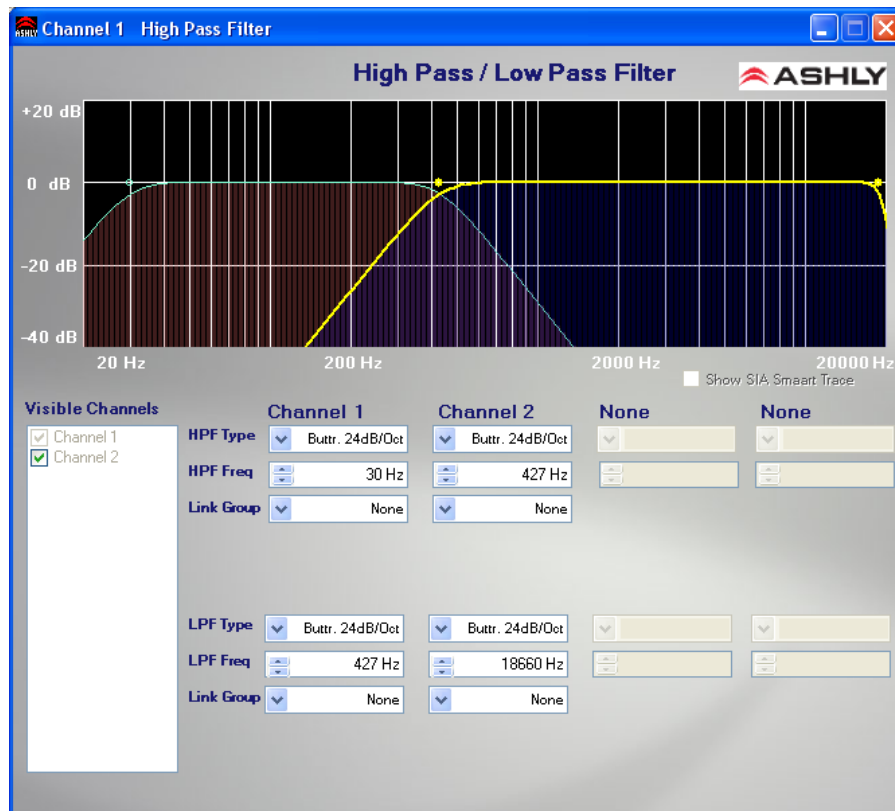 ASHLY Channel 1 High Pass Filter
High Pass / Low Pass Filter
ASHLY
+20 dB
0 dB
-20 dB
-40 dB
20 Hz 200 Hz 2000 Hz 20000 Hz
Show SIA Smaart Trace
Visible Channels
Channel 1
Channel 2
Channel 1 Channel 2 None None
HPF Type Buttr. 24dB/Oct Buttr. 24dB/Oct
HPF Freq 30 Hz 427 Hz
Link Group None None
LPF Type Buttr. 24dB/Oct Buttr. 24dB/Oct
LPF Freq 427 Hz 18660 Hz
Link Group None None